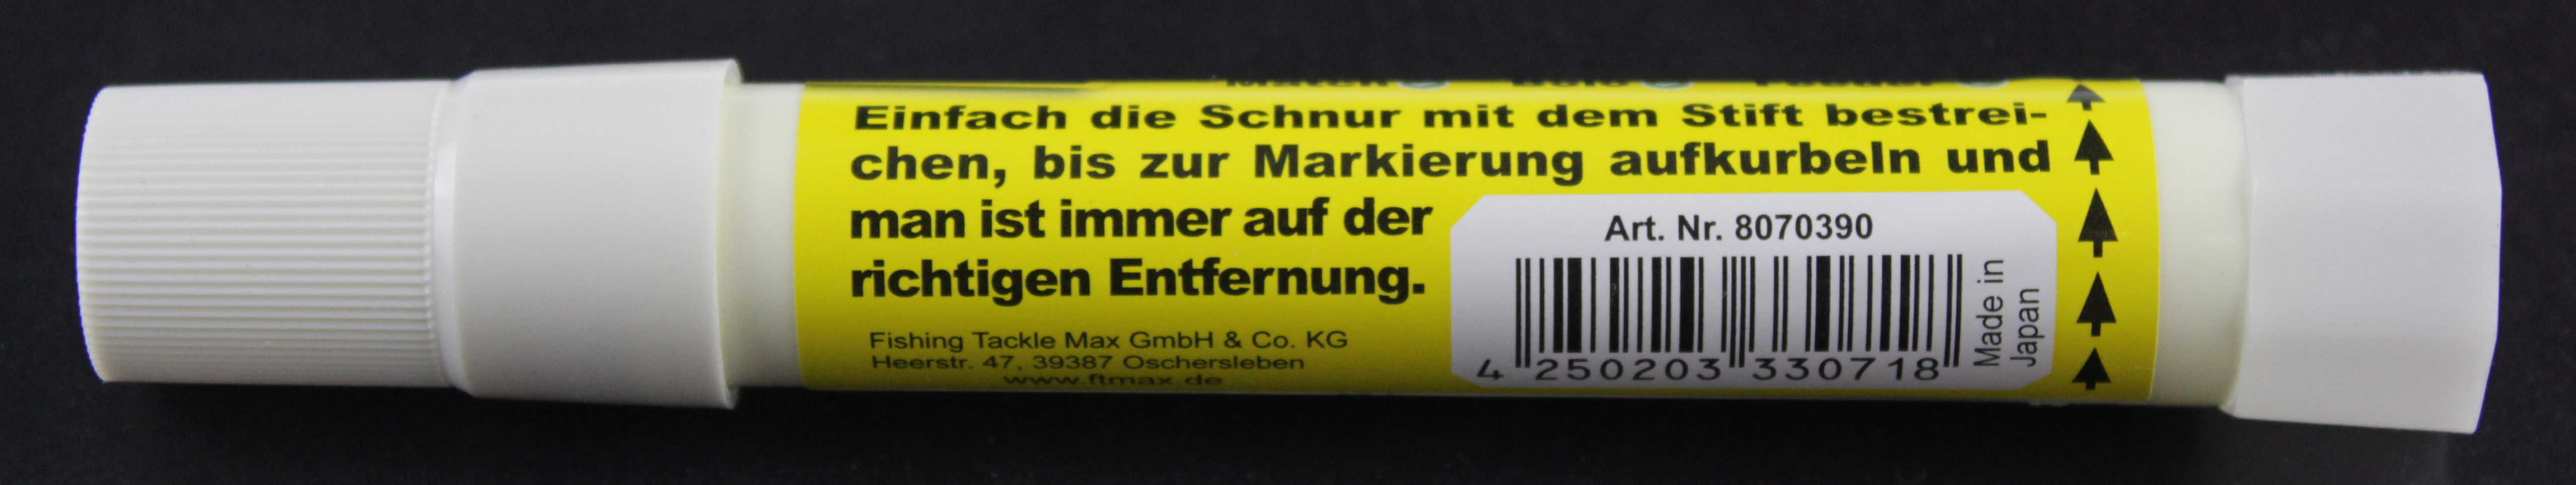 Einfach die Schnur mit dem Stift bestrei-
chen, bis zur Markierung aufkurbeln und
man ist immer auf der
richtigen Entfernung.
Fishing Tackle Max GmbH & Co. KG
Heerstr. 47, 39387 Oschersleben
www.ftmax.de
Art. Nr. 8070390
4 250203 330718
Made in
Japan